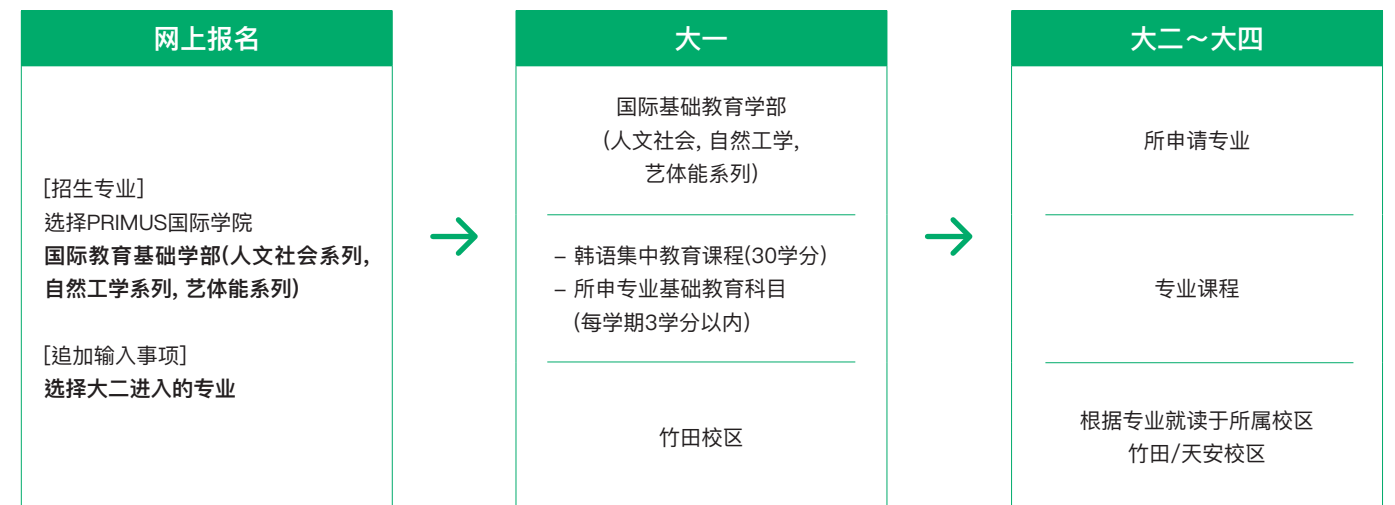 网上报名
[招生专业]
选择PRIMUS国际学院
国际教育基础学部(人文社会系列,
自然工学系列, 艺体能系列)
[追加输入事项]
选择大二进入的专业
大一
国际基础教育学部
(人文社会, 自然工学,
艺体能系列)
– 韩语集中教育课程(30学分)
– 所申专业基础教育科目
(每学期3学分以内)
竹田校区
大二～大四
所申请专业
专业课程
根据专业就读于所属校区
竹田/天安校区